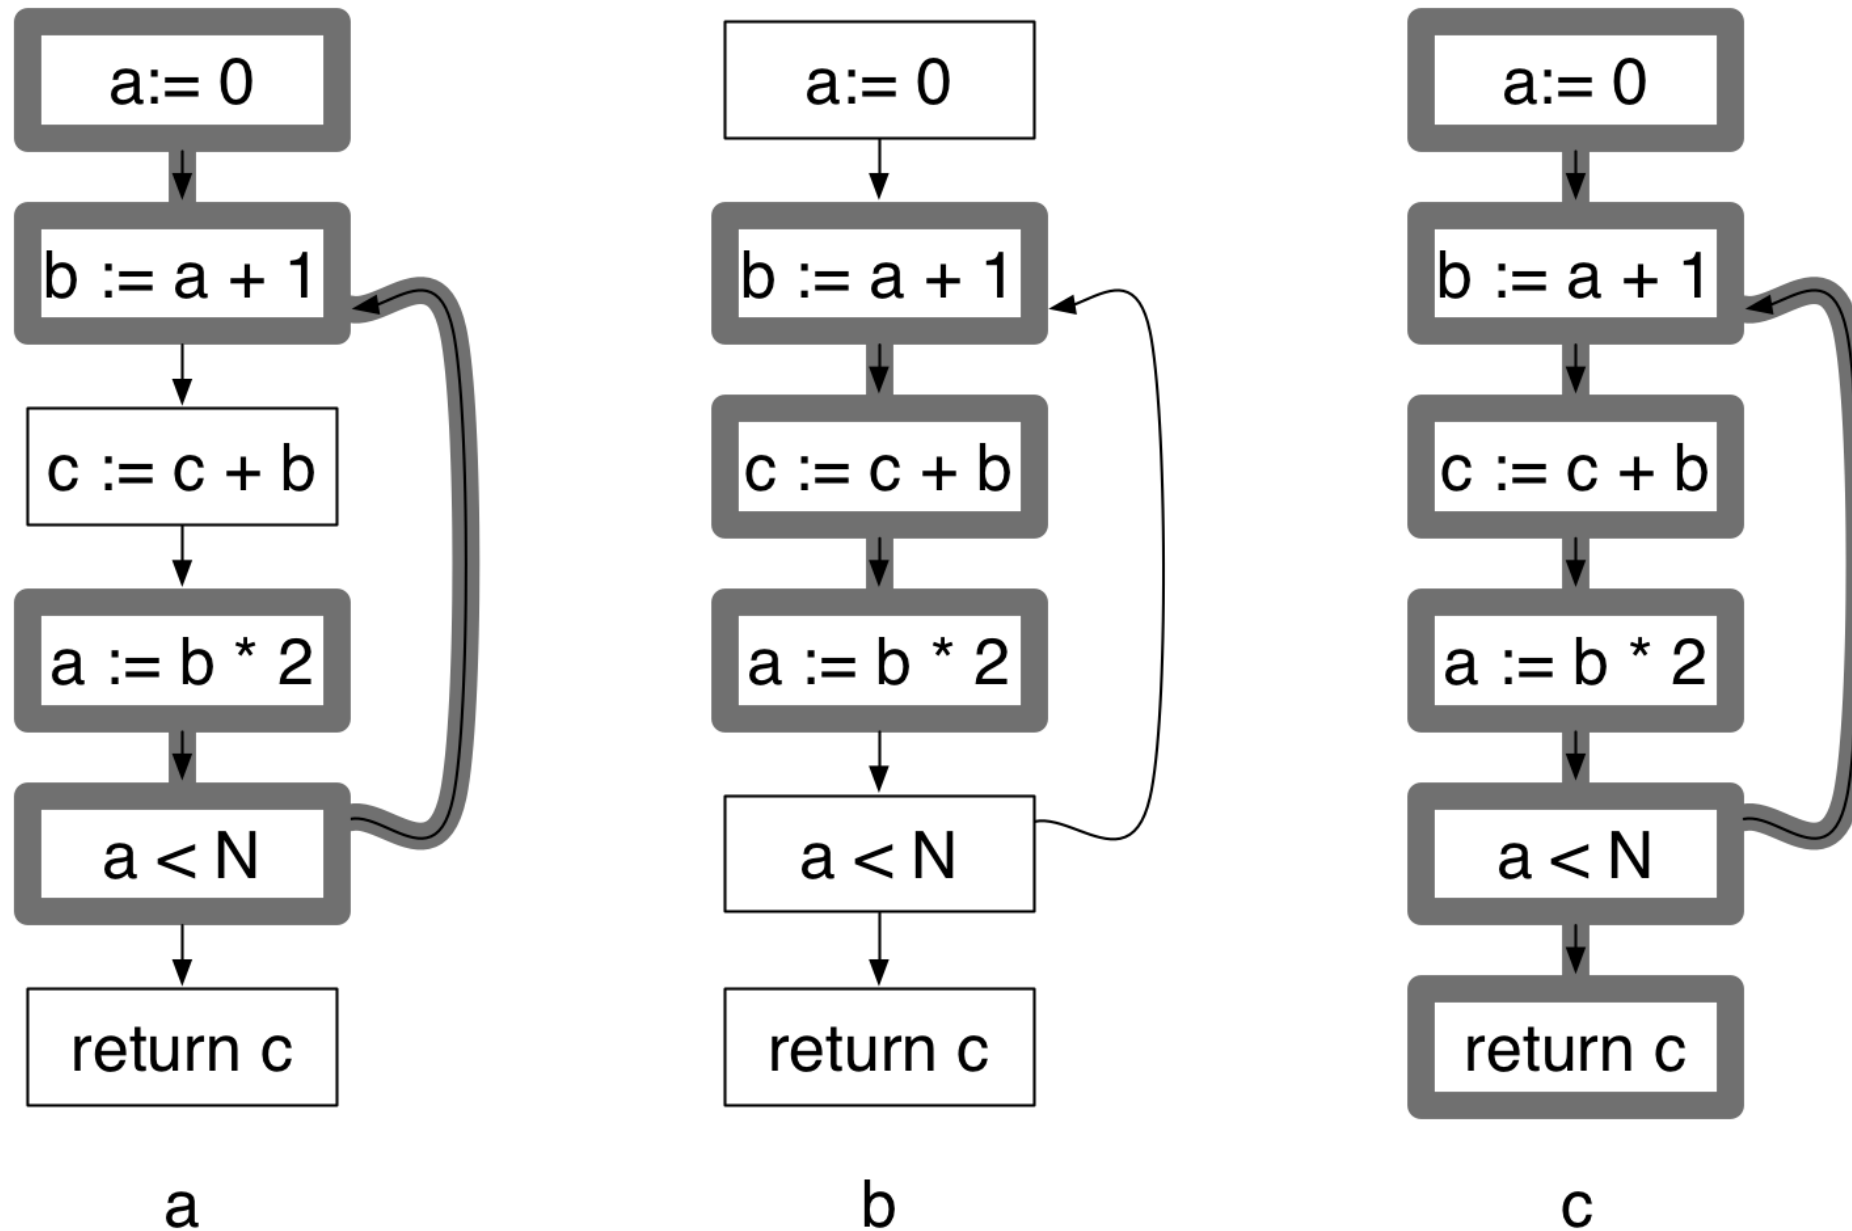 a:= 0
b := a + 1
c := c + b
a := b * 2
a < N
return c
a
a:= 0
b := a + 1
c := c + b
a := b * 2
a < N
return c
b
a:= 0
b := a + 1
c := c + b
a := b * 2
a < N
return c
c